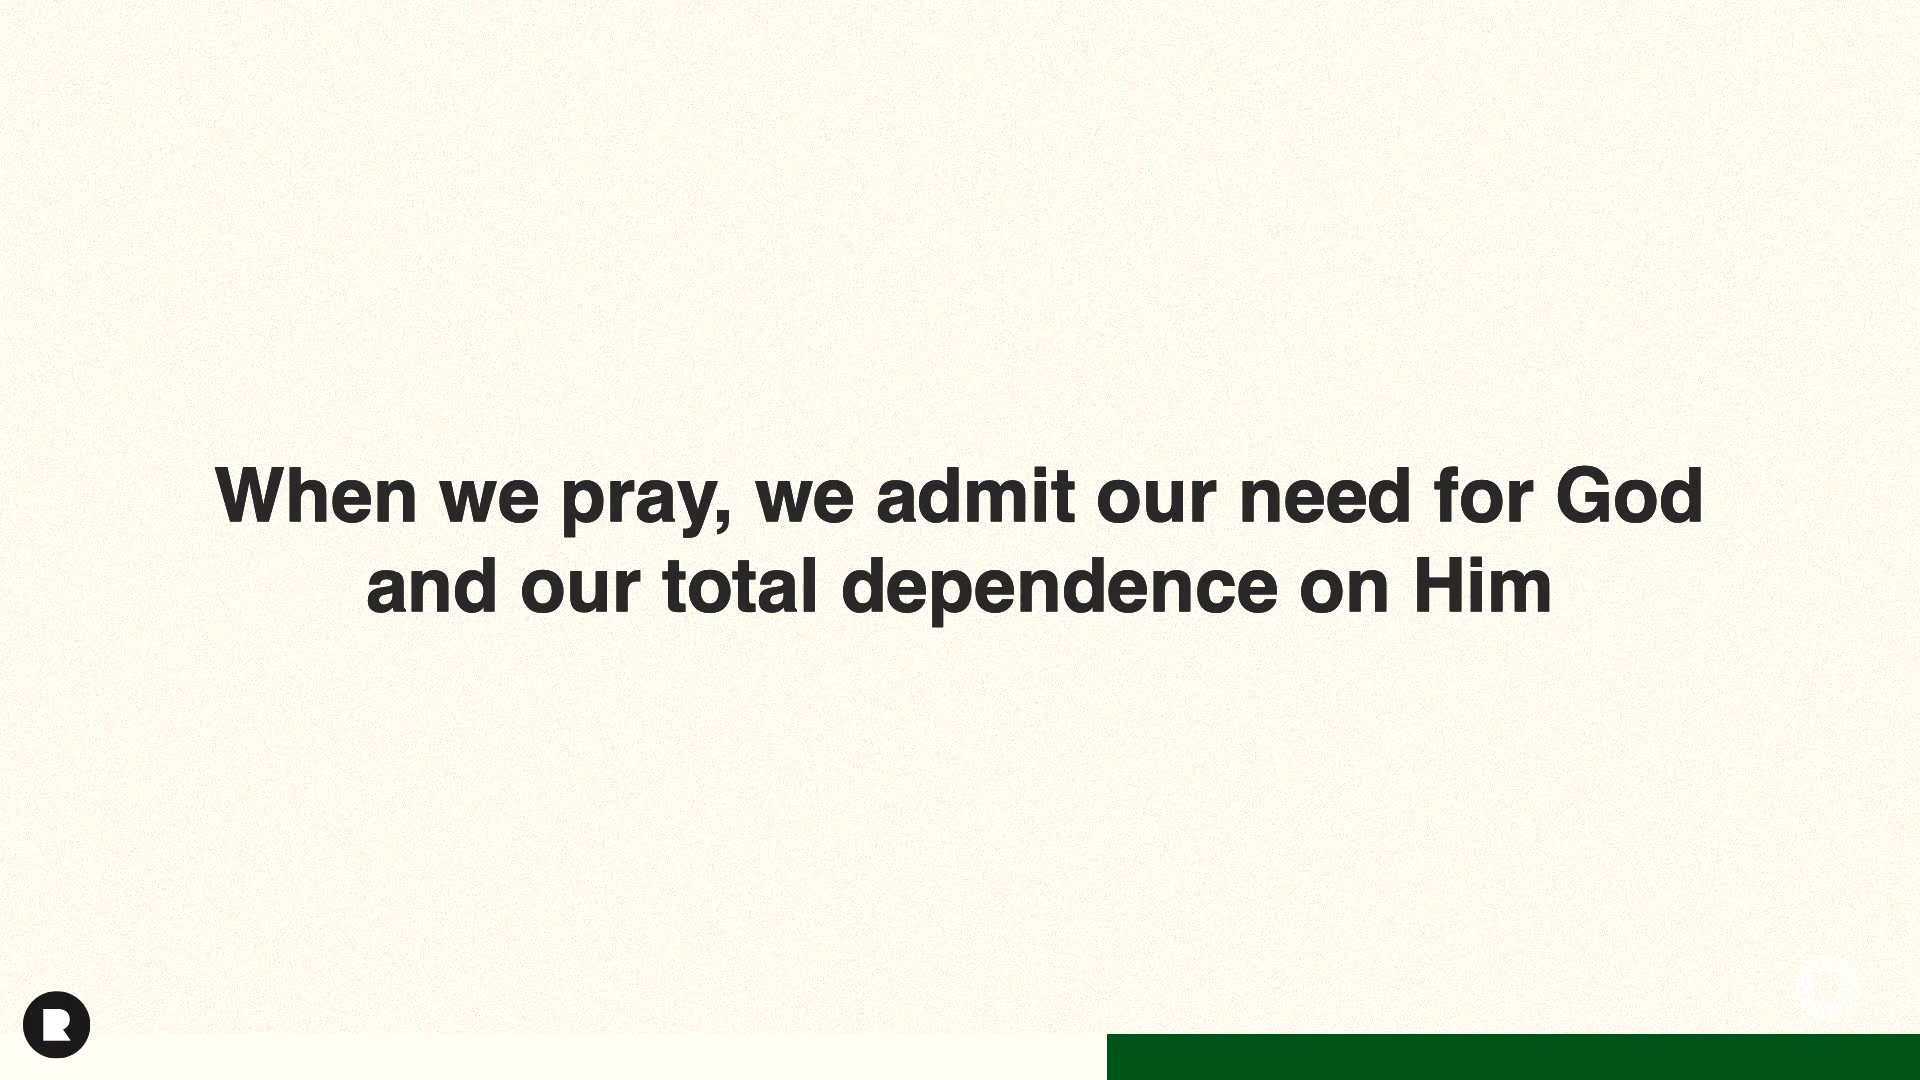 When we pray, we admit our need for God
and our total dependence on Him
R